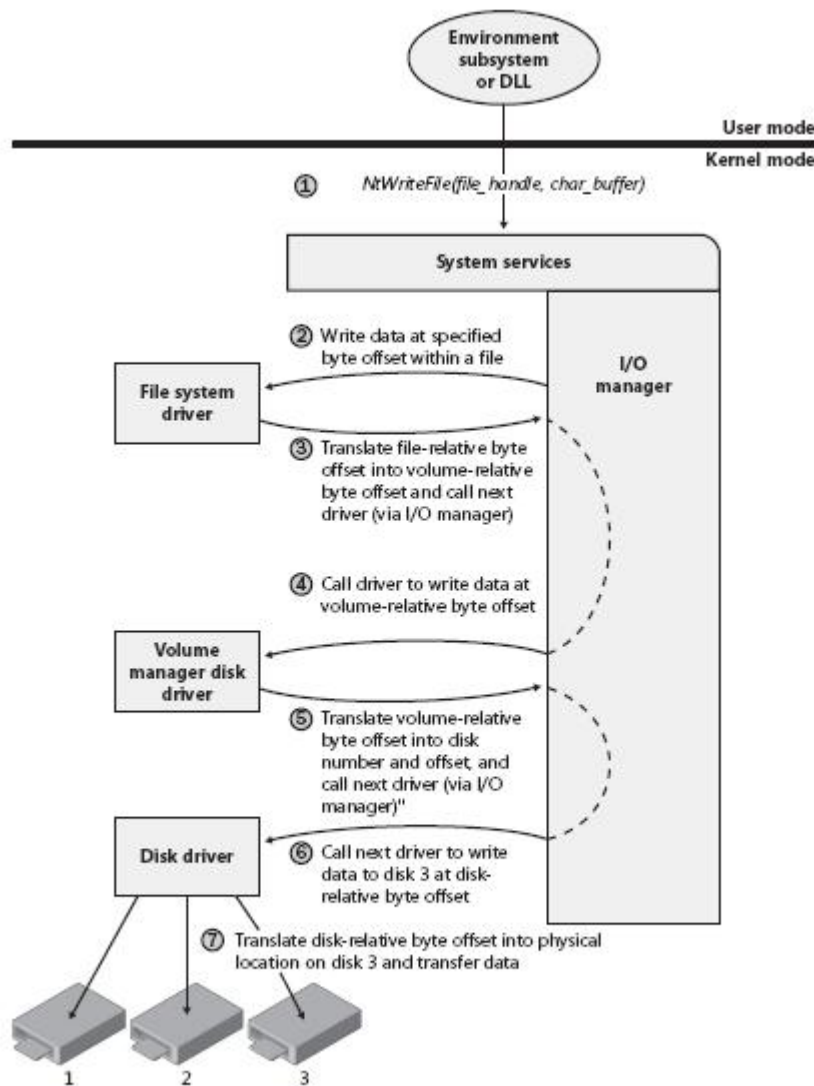 Environment
subsystem
or DLL
User mode
Kernel mode
① NtWriteFile(file_handle, char_buffer)
System services
② Write data at specified
byte offset within a file
I/O
manager
File system
driver
③ Translate file-relative byte
offset into volume-relative
byte offset and call next
driver (via I/O manager)
④ Call driver to write data at
volume-relative byte offset
Volume
manager disk
driver
⑤ Translate volume-relative
byte offset into disk
number and offset, and
call next driver (via I/O
manager)"
Disk driver
⑥ Call next driver to write
data to disk 3 at disk-
relative byte offset
⑦ Translate disk-relative byte offset into physical
location on disk 3 and transfer data
1
2
3